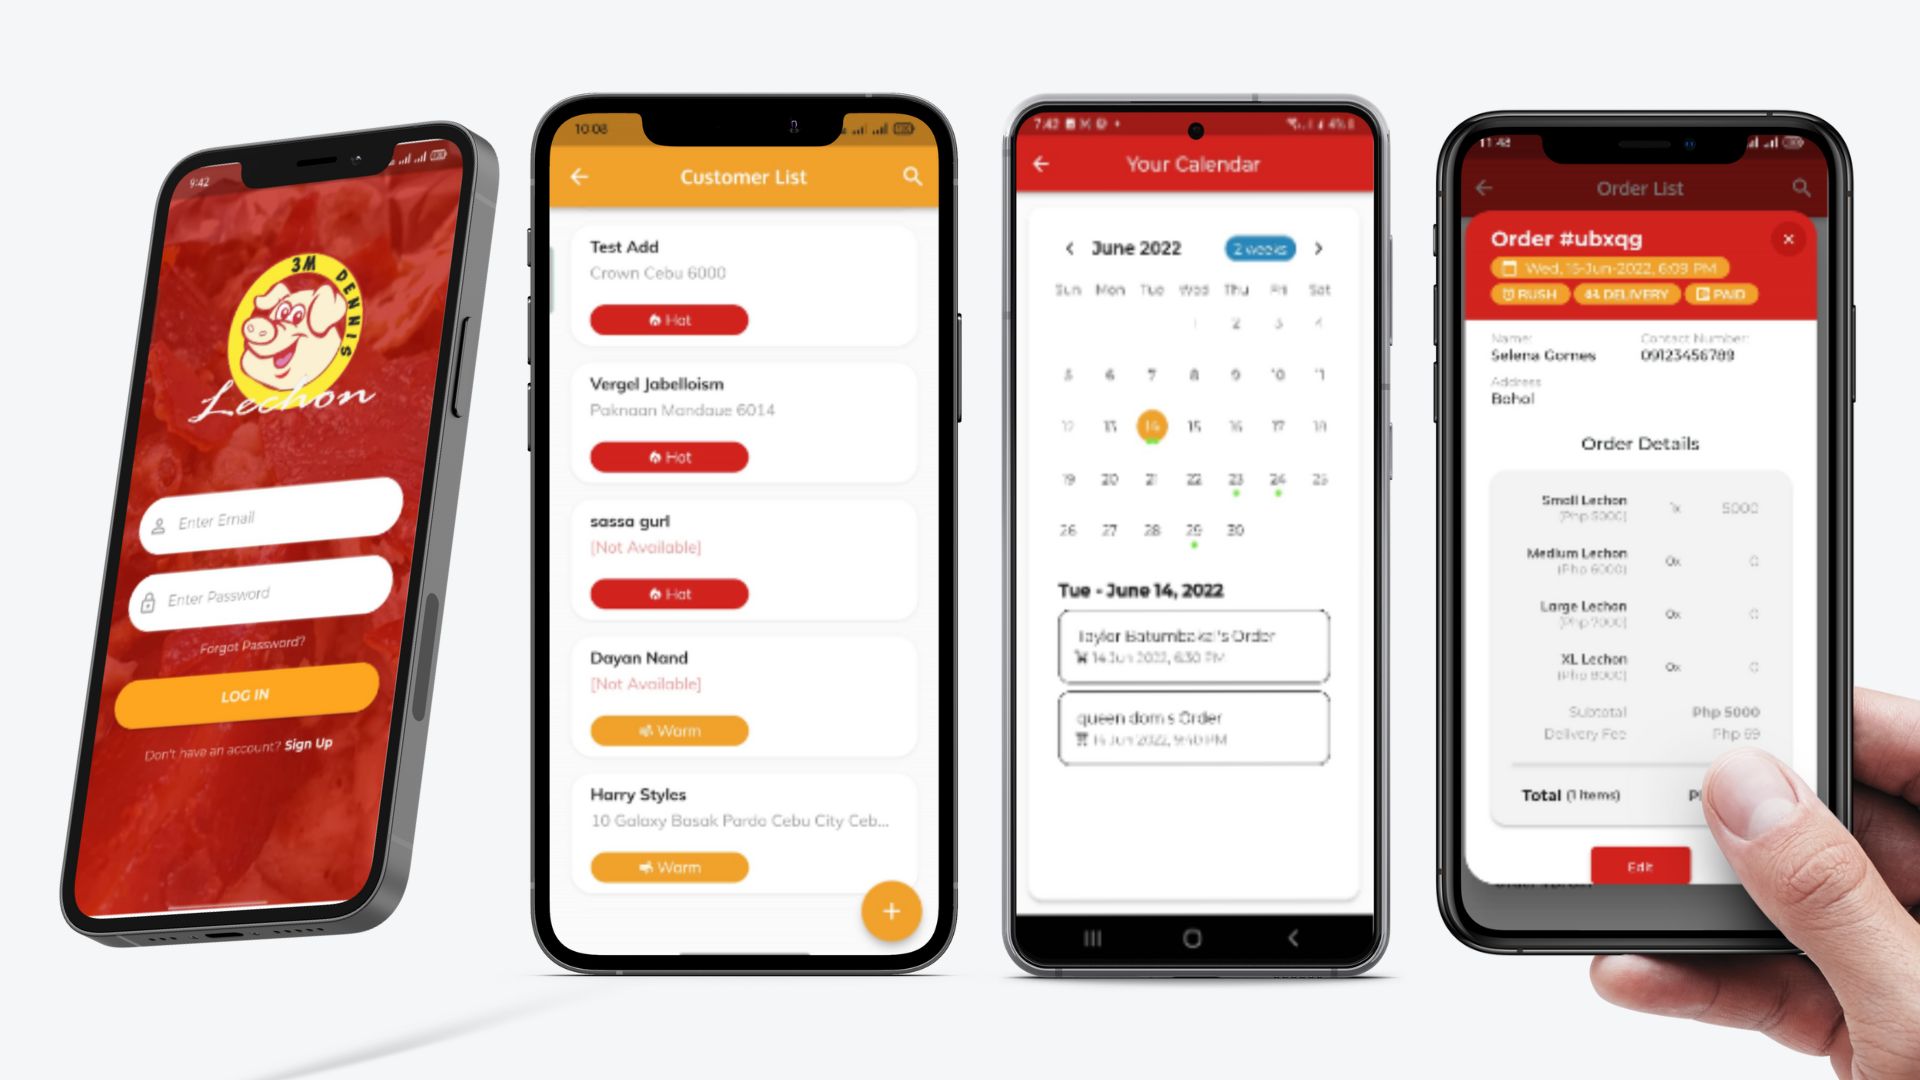 9:42
3M DENNIS
Lechon
Enter Email
Enter Password
Forgot Password?
LOG IN
Don't have an account? Sign Up
10:08
Customer List
Test Add
Crown Cebu 6000
Hot
Vergel Jabelloism
Paknaan Mandaue 6014
Hot
sassa gurl
[Not Available]
Hot
Dayan Nand
[Not Available]
Warm
Harry Styles
10 Galaxy Basak Pardo Cebu City Ceb...
Warm
+
7:42
Your Calendar
June 2022
2 weeks
Sun Mon Tue Wed Thu Fri Sat
1 2 3 4
5 6 7 8 9 10 11
12 13 14 15 16 17 18
19 20 21 22 23 24 25
26 27 28 29 30
Tue - June 14, 2022
Taylor Batumbakal's Order
14 Jun 2022, 6:30 PM
queen dom's Order
14 Jun 2022, 9:40 PM
11:48
Order List
Order #ubxqg
Wed, 15-Jun-2022, 6:09 PM
RUSH DELIVERY PAID
Name: Contact Number:
Selena Gomes 09123456789
Address
Bohol
Order Details
Small Lechon 1x 5000
[Php 5000]
Medium Lechon 0x 0
[Php 6000]
Large Lechon 0x 0
[Php 7000]
XL Lechon 0x 0
[Php 8000]
Subtotal Php 5000
Delivery Fee Php 69
Total (1 Items)
Edit